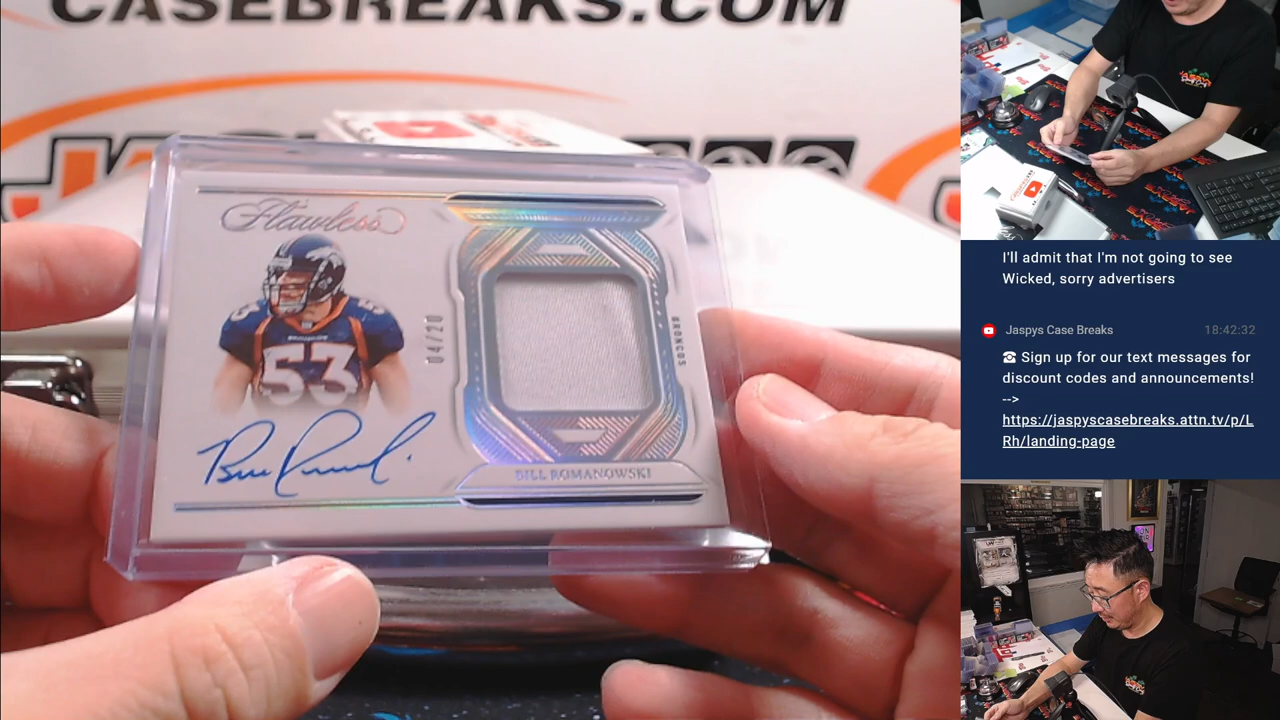 CASEBREAKS.COM
Flawless
53
04/20
BRONCOS
BILL ROMANOWSKI
I'll admit that I'm not going to see
Wicked, sorry advertisers
Jaspys Case Breaks 18:42:32
☎ Sign up for our text messages for
discount codes and announcements!
-->
https://jaspyscasebreaks.attn.tv/p/L
Rh/landing-page